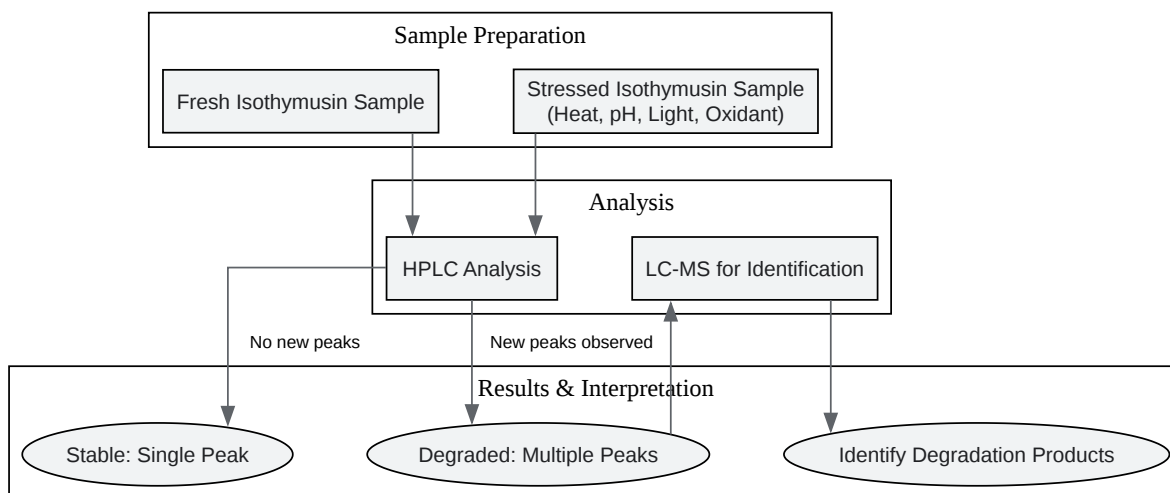 Sample Preparation
Fresh Isothymusin Sample
Stressed Isothymusin Sample
(Heat, pH, Light, Oxidant)
Analysis
HPLC Analysis
LC-MS for Identification
No new peaks
New peaks observed
Results & Interpretation
Stable: Single Peak
Degraded: Multiple Peaks
Identify Degradation Products